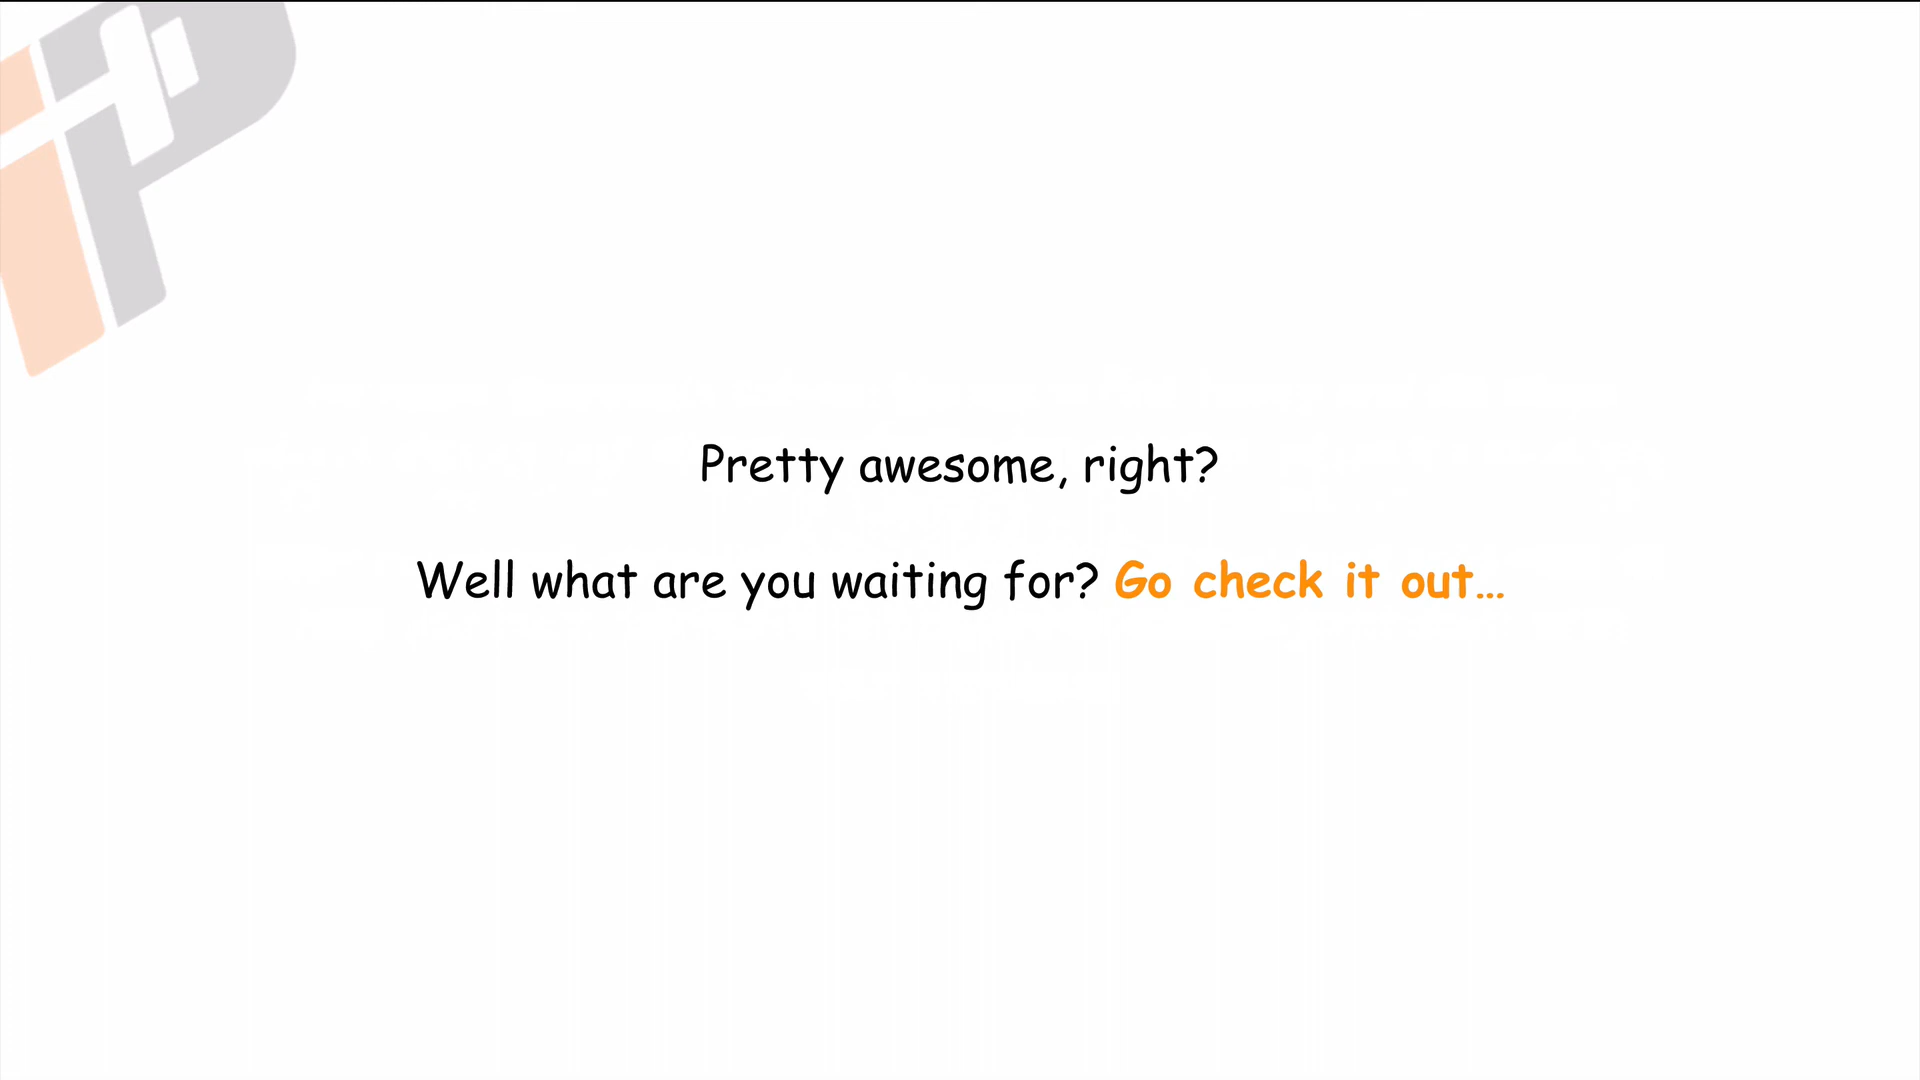 Pretty awesome, right?
Well what are you waiting for? Go check it out...